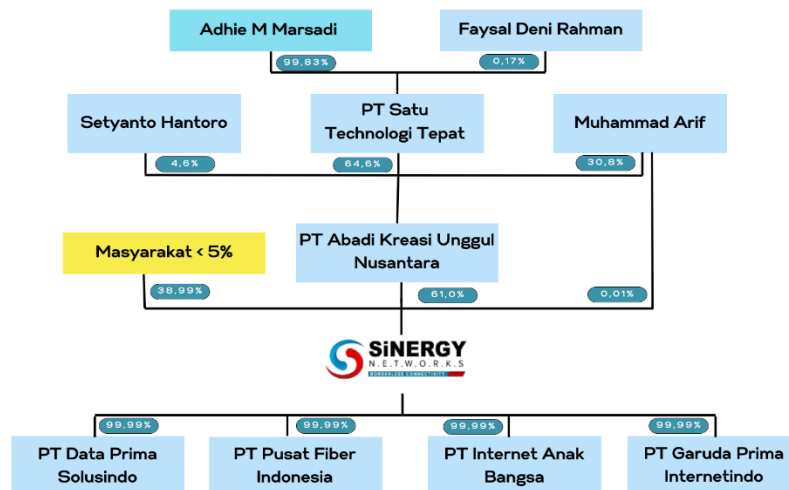 Adhie M Marsadi
Faysal Deni Rahman
99,83%
0,17%
Setyanto Hantoro
PT Satu
Technologi Tepat
Muhammad Arif
4,6%
64,6%
30,8%
Masyarakat < 5%
PT Abadi Kreasi Unggul
Nusantara
38,99%
61,0%
0,01%
SiNERGY
N.E.T.W.O.R.K.S
BORDERLESS CONNECTIVITY
99,99%
99,99%
99,99%
99,99%
PT Data Prima
Solusindo
PT Pusat Fiber
Indonesia
PT Internet Anak
Bangsa
PT Garuda Prima
Internetindo